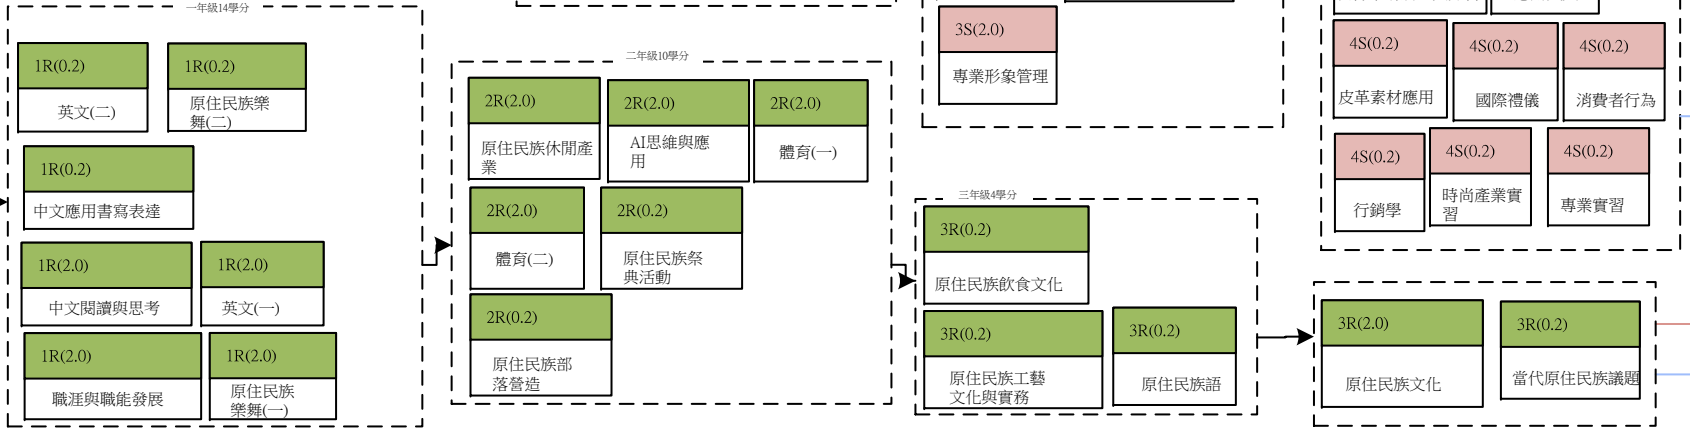 一年級14學分
1R(0.2)
英文(二)
1R(0.2)
原住民族樂
舞(二)
1R(0.2)
中文應用書寫表達
1R(2.0)
中文閱讀與思考
1R(2.0)
英文(一)
1R(2.0)
職涯與職能發展
1R(2.0)
原住民族
樂舞(一)
二年級10學分
2R(2.0)
原住民族休閒產
業
2R(2.0)
AI思維與應
用
2R(2.0)
體育(一)
2R(2.0)
體育(二)
2R(0.2)
原住民族祭
典活動
2R(0.2)
原住民族部
落營造
3S(2.0)
專業形象管理
三年級4學分
3R(0.2)
原住民族飲食文化
3R(0.2)
原住民族工藝
文化與實務
3R(0.2)
原住民族語
4S(0.2)
皮革素材應用
4S(0.2)
國際禮儀
4S(0.2)
消費者行為
4S(0.2)
行銷學
4S(0.2)
時尚產業實
習
4S(0.2)
專業實習
3R(2.0)
原住民族文化
3R(0.2)
當代原住民族議題